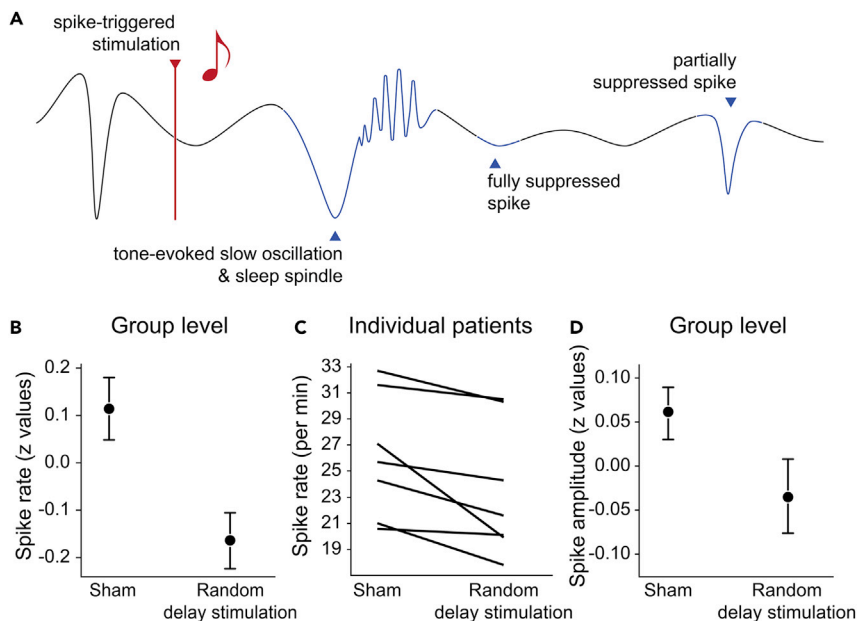 A
spike-triggered
stimulation
partially
suppressed spike
fully suppressed
spike
tone-evoked slow oscillation
& sleep spindle
B
Group level
Spike rate (z values)
0.2
0.1
0.0
-0.1
-0.2
Sham
Random
delay stimulation
C
Individual patients
Spike rate (per min)
33
31
29
27
25
23
21
19
Sham
Random
delay stimulation
D
Group level
Spike amplitude (z values)
0.10
0.05
0.00
-0.05
-0.10
Sham
Random
delay stimulation